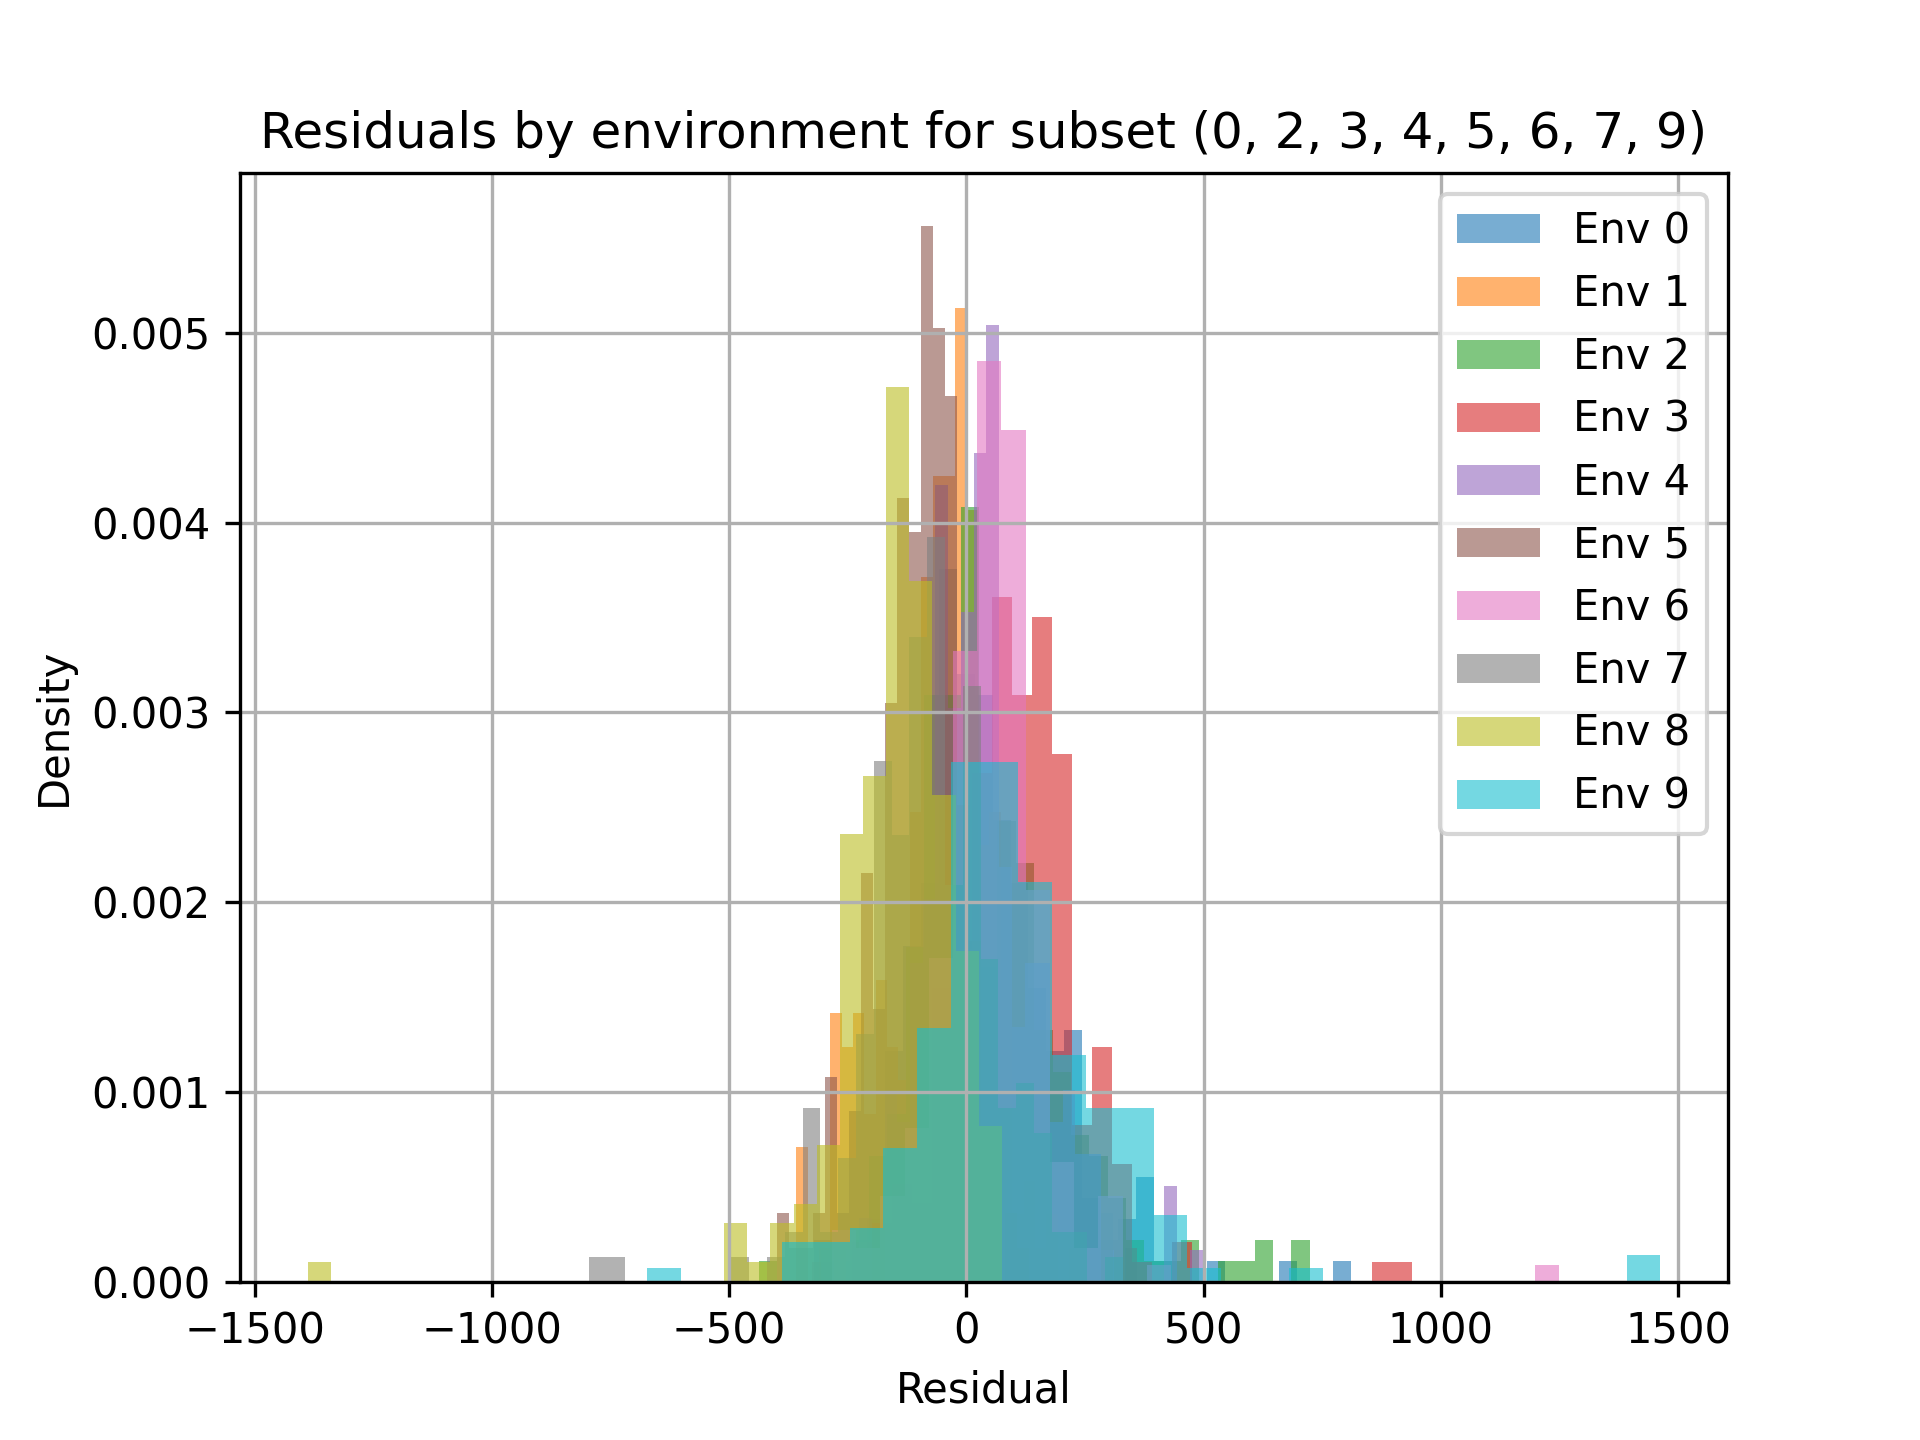 Residuals by environment for subset (0, 2, 3, 4, 5, 6, 7, 9)
Env 0
Env 1
Env 2
Env 3
Env 4
Env 5
Env 6
Env 7
Env 8
Env 9
Density
0.005
0.004
0.003
0.002
0.001
0.000
−1500 −1000 −500 0 500 1000 1500
Residual